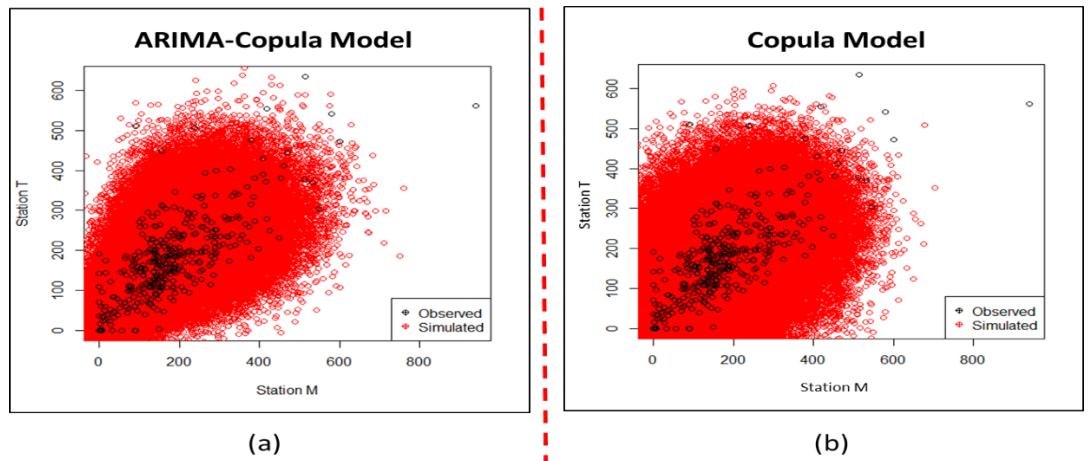 ARIMA-Copula Model
Station T
600
500
400
300
200
100
0
0 200 400 600 800
Station M
Observed
Simulated
(a)
Copula Model
Station T
600
500
400
300
200
100
0
0 200 400 600 800
Station M
Observed
Simulated
(b)